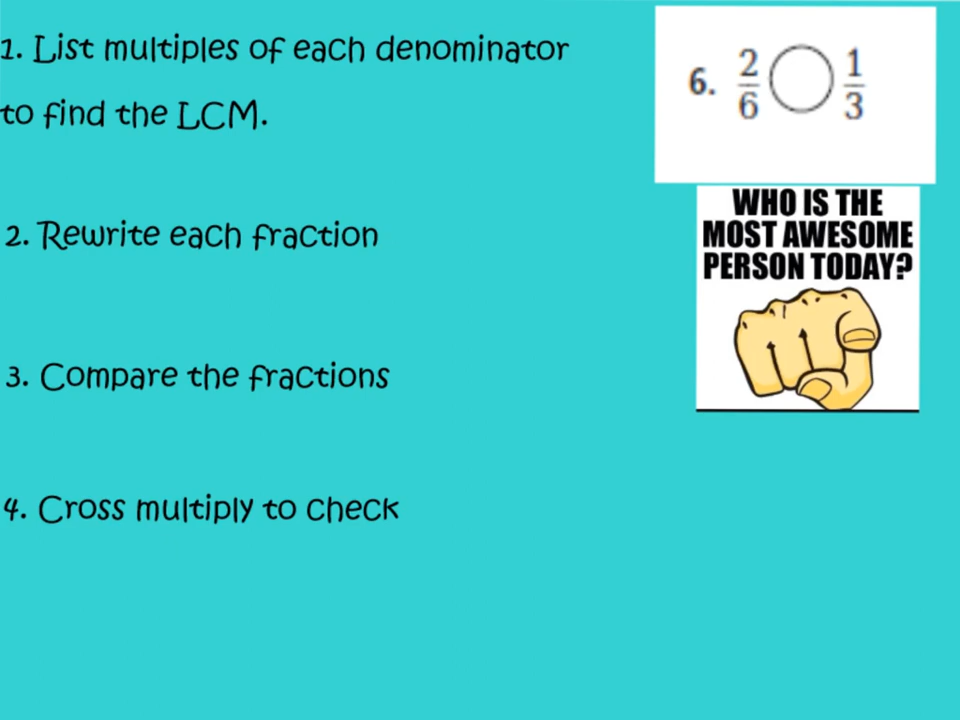 1. List multiples of each denominator
to find the LCM.
2. Rewrite each fraction
3. Compare the fractions
4. Cross multiply to check
6. 2/6 ◯ 1/3
WHO IS THE
MOST AWESOME
PERSON TODAY?